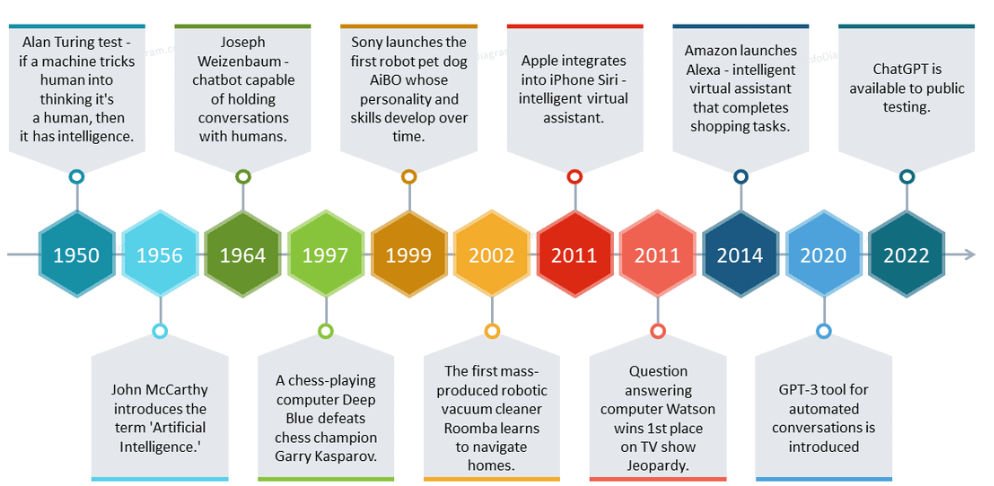 Alan Turing test -
if a machine tricks
human into
thinking it's
a human, then
it has intelligence.
Joseph
Weizenbaum -
chatbot capable
of holding
conversations
with humans.
Sony launches the
first robot pet dog
AiBO whose
personality and
skills develop over
time.
Apple integrates
into iPhone Siri -
intelligent virtual
assistant.
Amazon launches
Alexa - intelligent
virtual assistant
that completes
shopping tasks.
ChatGPT is
available to public
testing.
1950
1956
1964
1997
1999
2002
2011
2011
2014
2020
2022
John McCarthy
introduces the
term 'Artificial
Intelligence.'
A chess-playing
computer Deep
Blue defeats
chess champion
Garry Kasparov.
The first mass-
produced robotic
vacuum cleaner
Roomba learns
to navigate
homes.
Question
answering
computer Watson
wins 1st place
on TV show
Jeopardy.
GPT-3 tool for
automated
conversations is
introduced